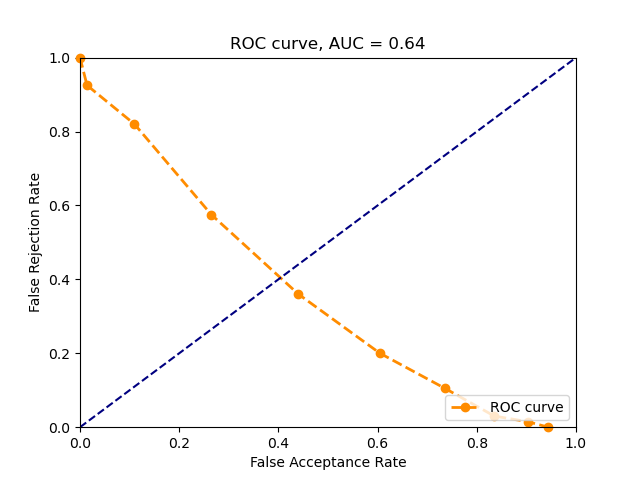 ROC curve, AUC = 0.64
1.0
0.8
0.6
0.4
0.2
0.0
False Rejection Rate
ROC curve
0.0 0.2 0.4 0.6 0.8 1.0
False Acceptance Rate